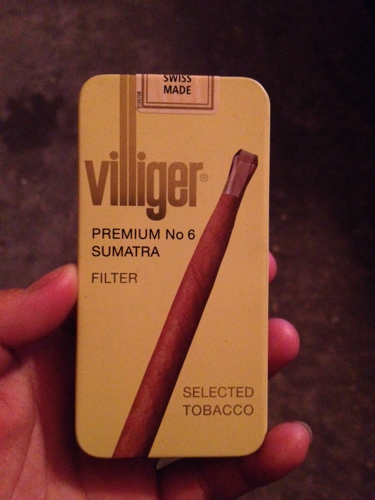 SWISS
MADE
villiger®
PREMIUM No 6
SUMATRA
FILTER
SELECTED
TOBACCO